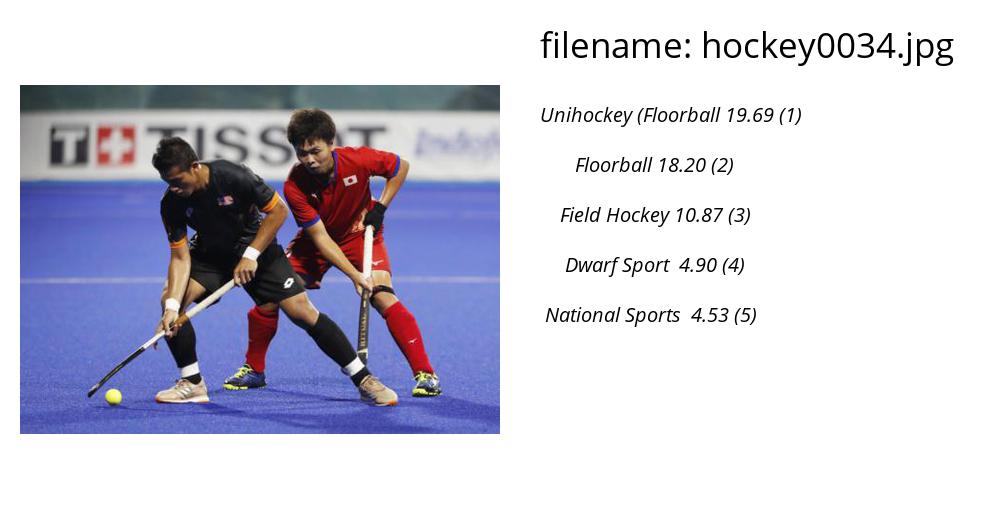 filename: hockey0034.jpg
Unihockey (Floorball 19.69 (1)
Floorball 18.20 (2)
Field Hockey 10.87 (3)
Dwarf Sport  4.90 (4)
National Sports  4.53 (5)
T+ TISSOT